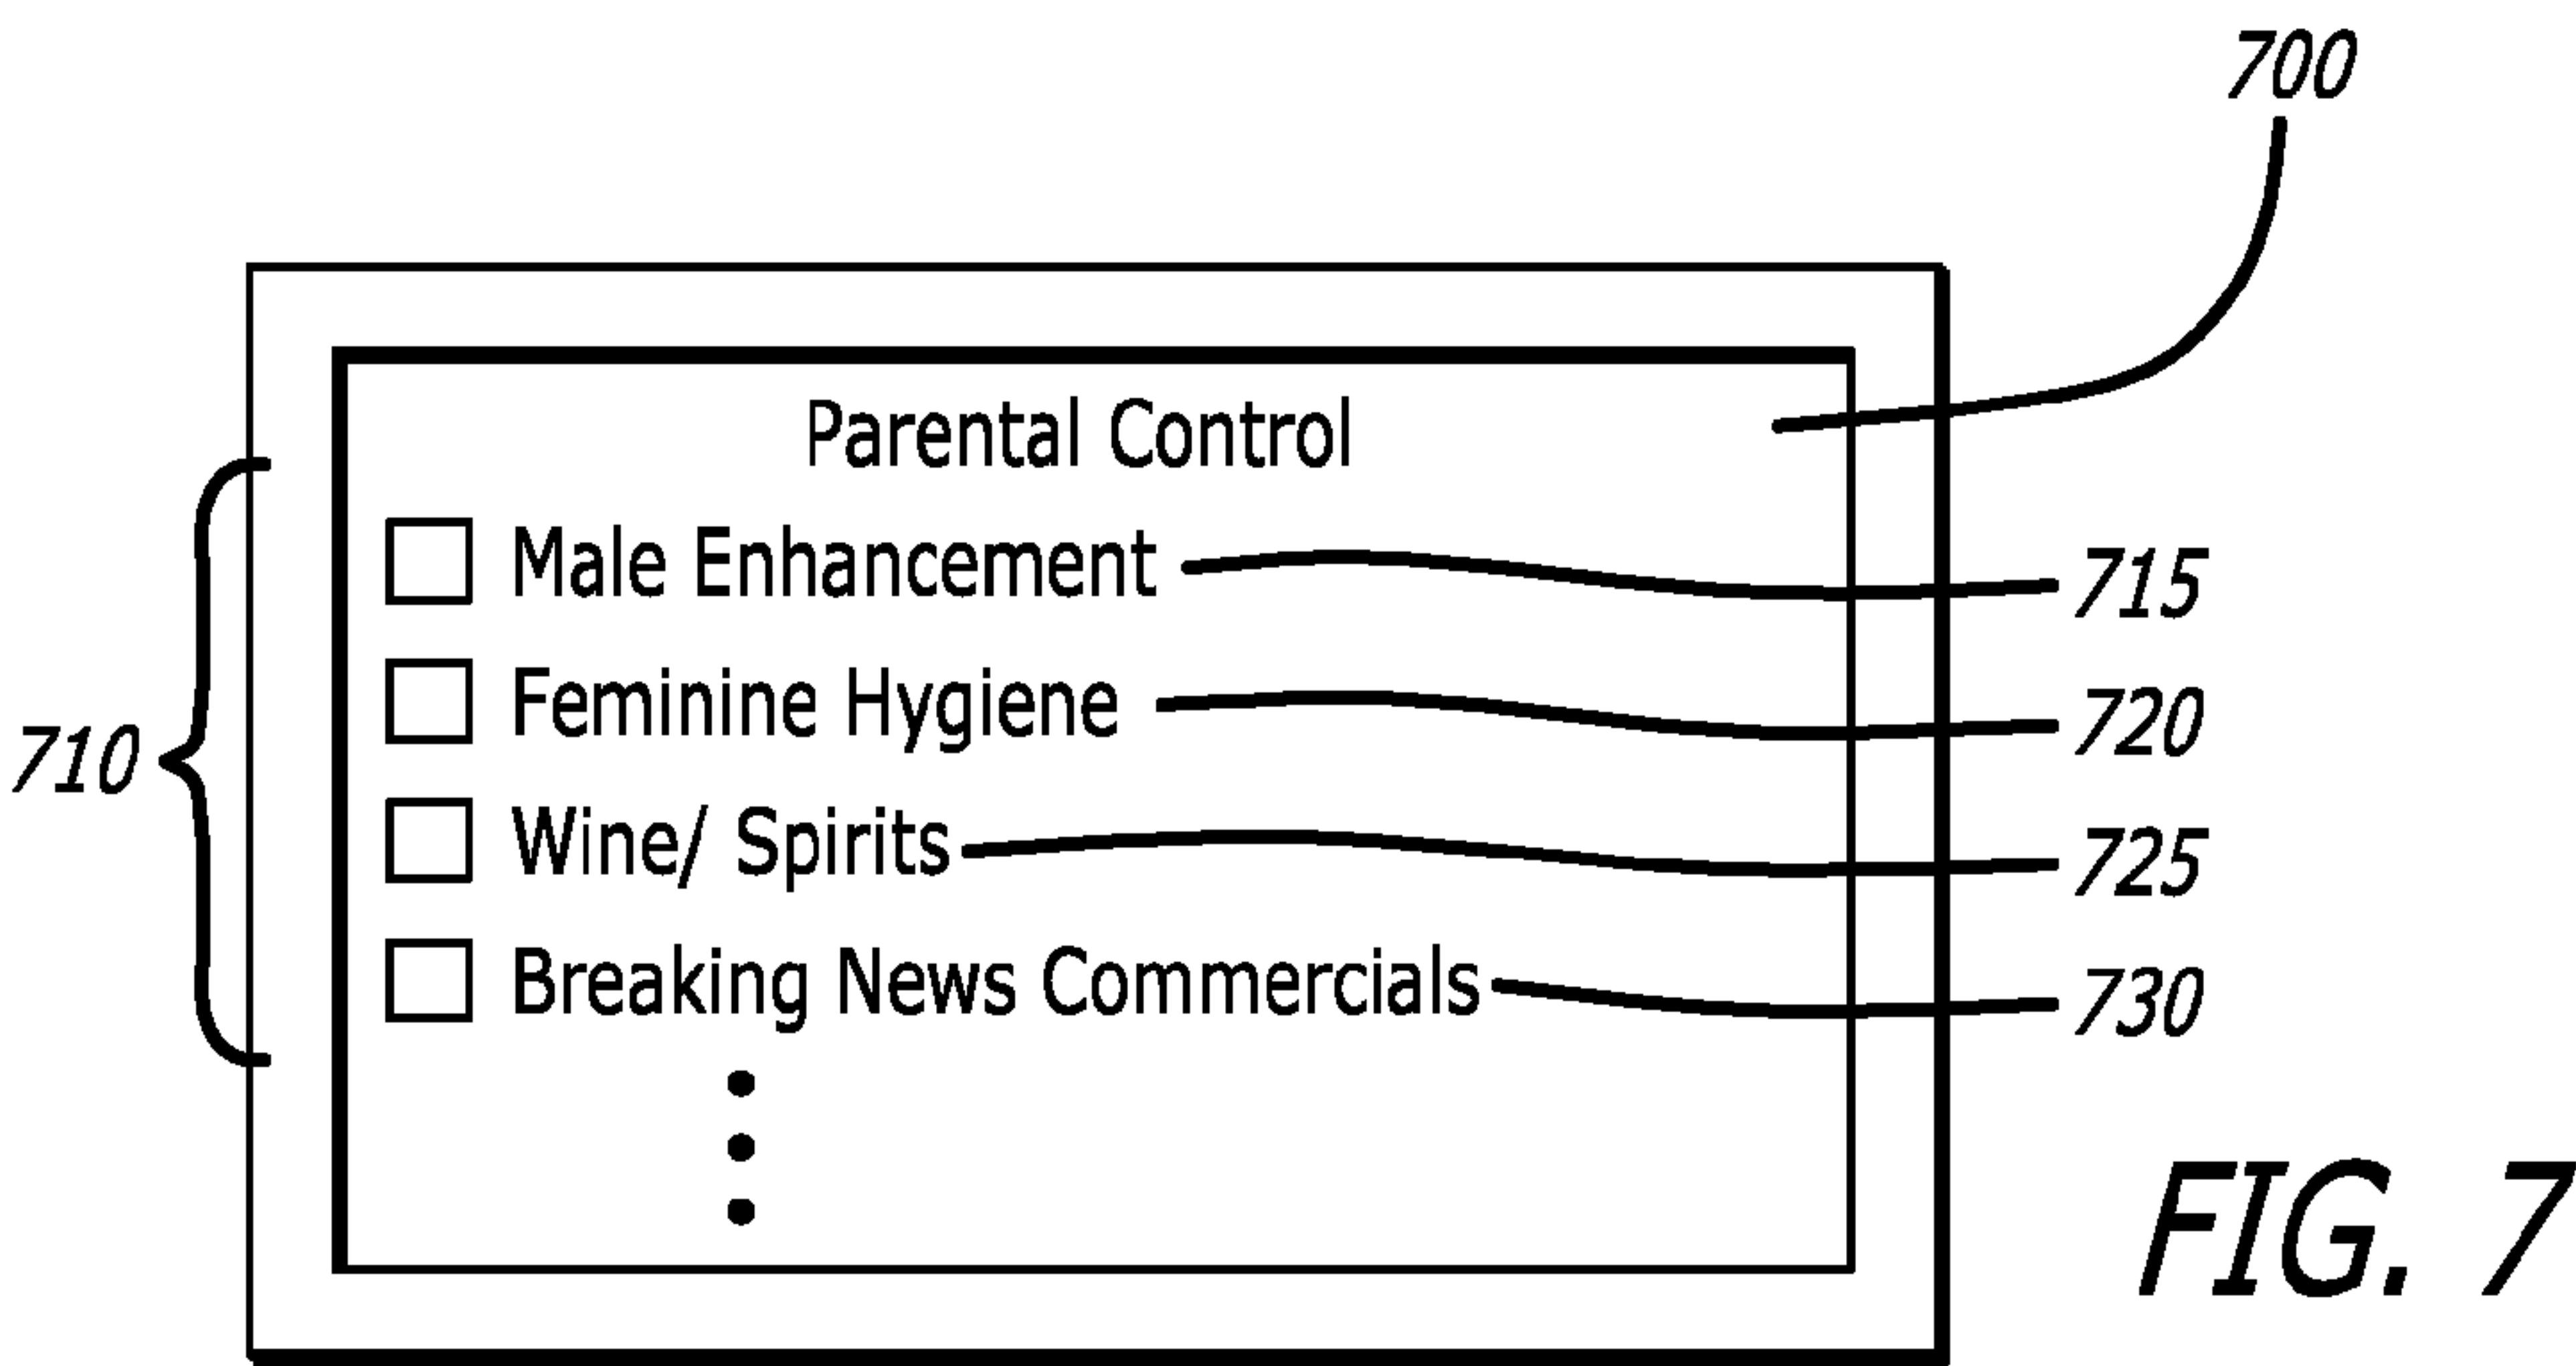 700
Parental Control
Male Enhancement 715
Feminine Hygiene 720
710
Wine/ Spirits 725
Breaking News Commercials 730
FIG. 7